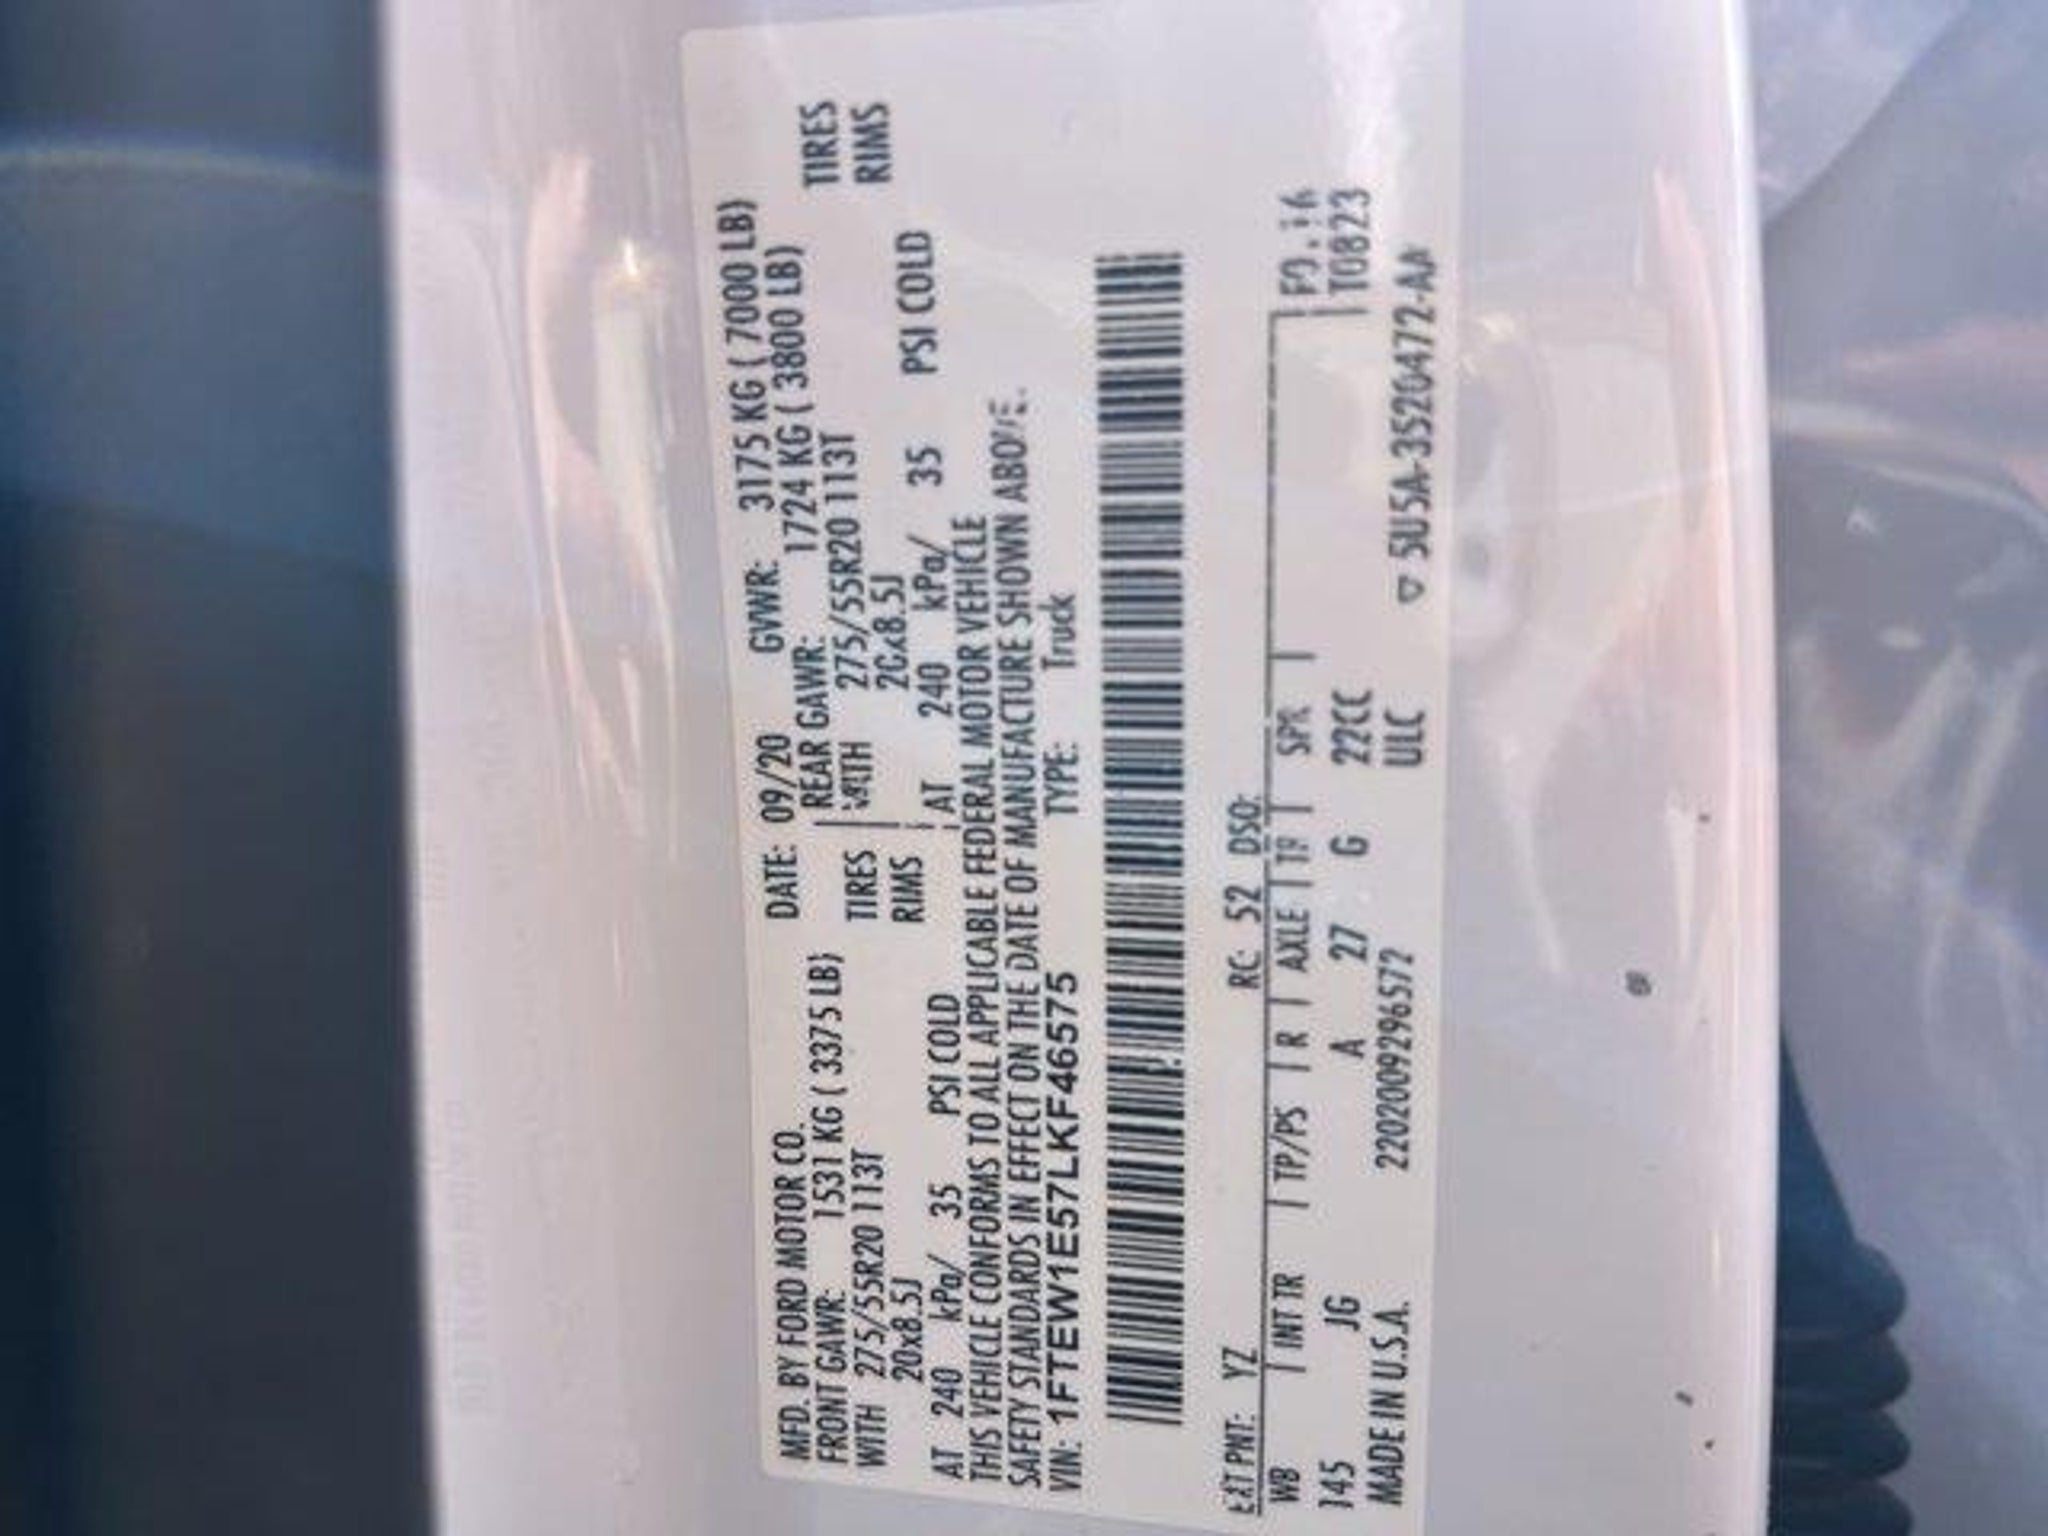 MFD. BY FORD MOTOR CO. DATE: 09/20 GVWR: 3175 KG ( 7000 LB)
FRONT GAWR: 1531 KG ( 3375 LB) REAR GAWR: 1724 KG ( 3800 LB)
WITH 275/55R20 113T TIRES WITH 275/55R20 113T TIRES
20x8.5J RIMS 20x8.5J RIMS
AT 240 kPa/ 35 PSI COLD AT 240 kPa/ 35 PSI COLD
THIS VEHICLE CONFORMS TO ALL APPLICABLE FEDERAL MOTOR VEHICLE
SAFETY STANDARDS IN EFFECT ON THE DATE OF MANUFACTURE SHOWN ABOVE.
VIN: 1FTEW1E57LKF46575 TYPE: Truck
EXT PNT: YZ RC: 52 DSO:
WB INT TR TP/PS R AXLE TR SPR
145 JG A 27 G 22CC T0823
MADE IN U.S.A. 2202009296572 ULC ▽ 5U5A-3520472-AA